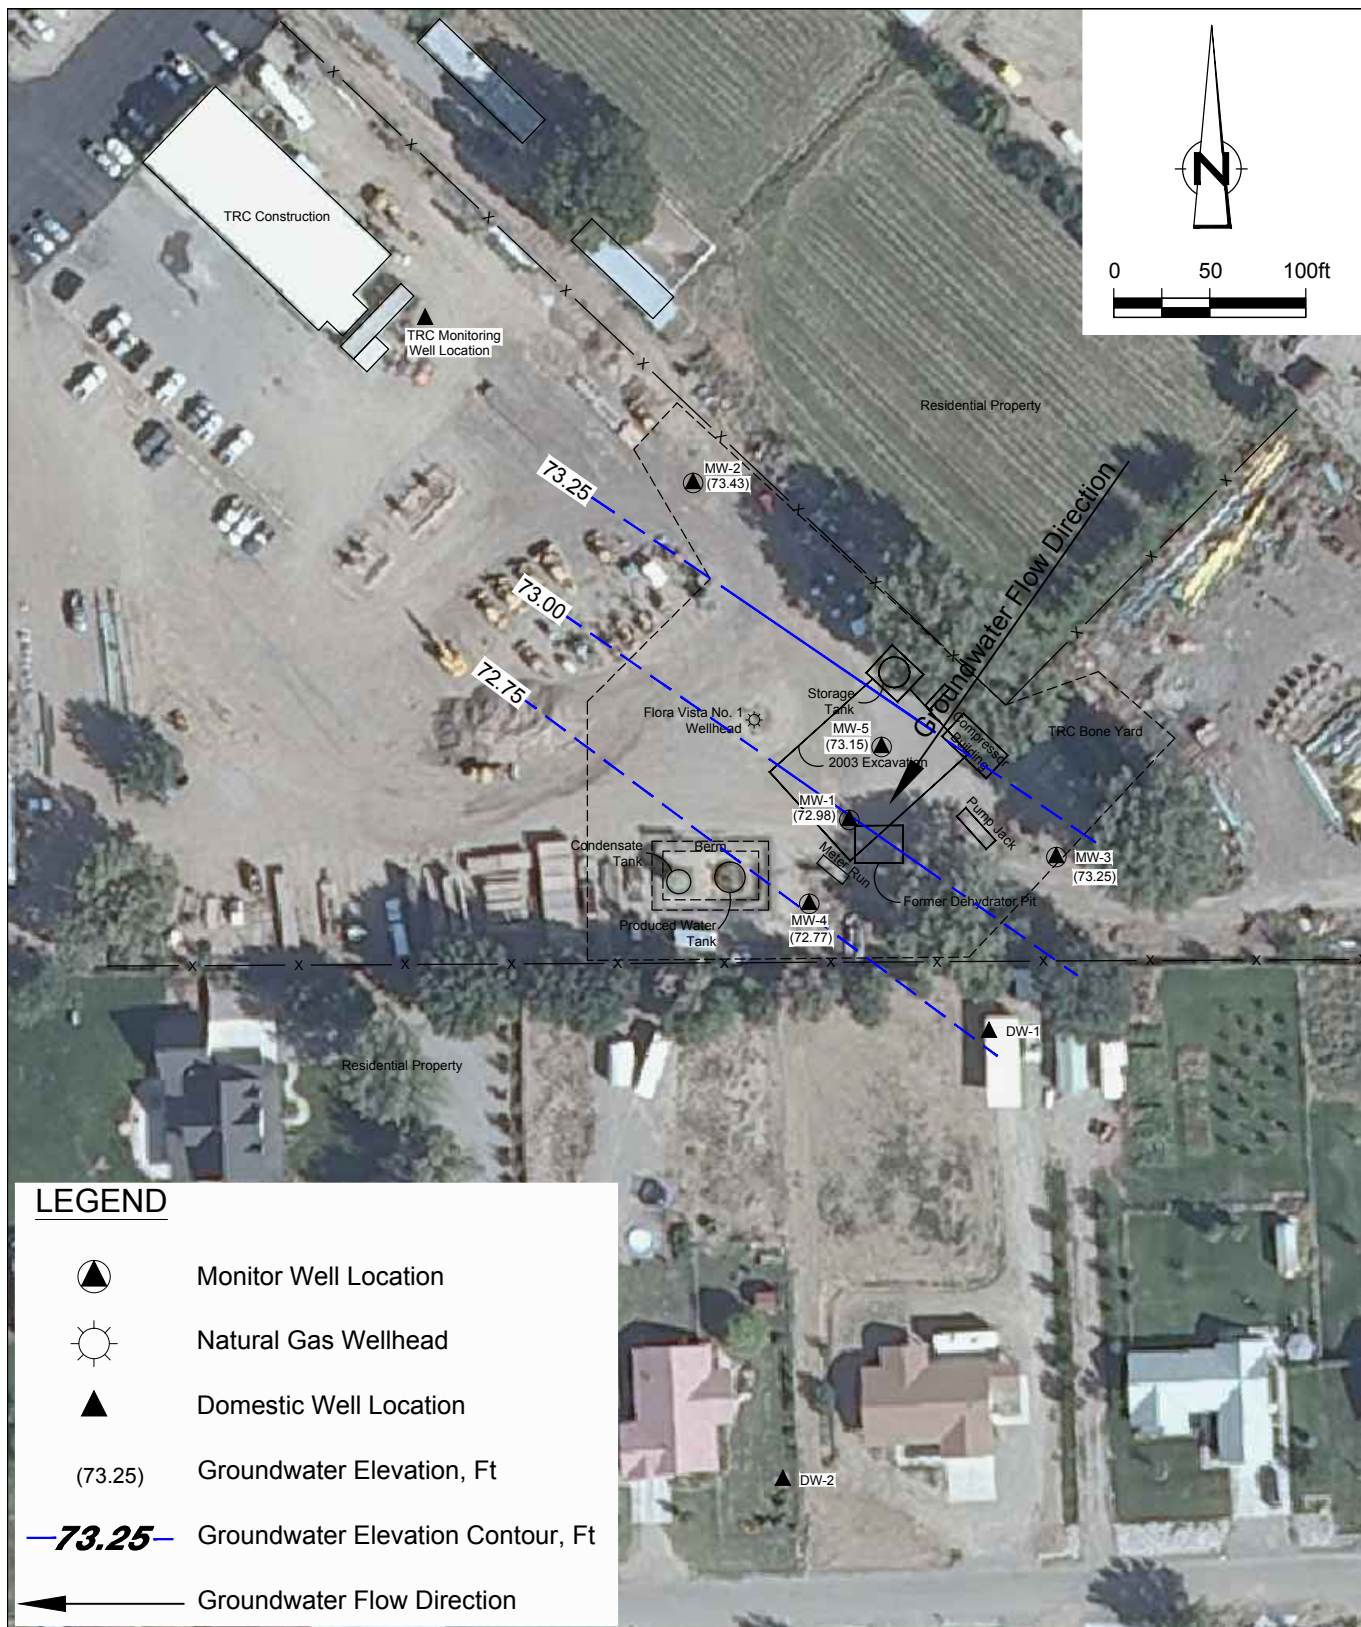 N
0 50 100ft
TRC Construction
TRC Monitoring
Well Location
Residential Property
MW-2
(73.43)
73.25
73.00
72.75
Groundwater Flow Direction
Storage
Tank
Flora Vista No. 1
Wellhead
MW-5
(73.15)
2003 Excavation
Compressor
Building
TRC Bone Yard
MW-1
(72.98)
Pump Jack
MW-3
(73.25)
Condensate
Tank
Berm
Meter Run
Former Dehydrator Pit
MW-4
(72.77)
Produced Water
Tank
DW-1
Residential Property
DW-2
LEGEND
Monitor Well Location
Natural Gas Wellhead
Domestic Well Location
(73.25) Groundwater Elevation, Ft
73.25 Groundwater Elevation Contour, Ft
Groundwater Flow Direction